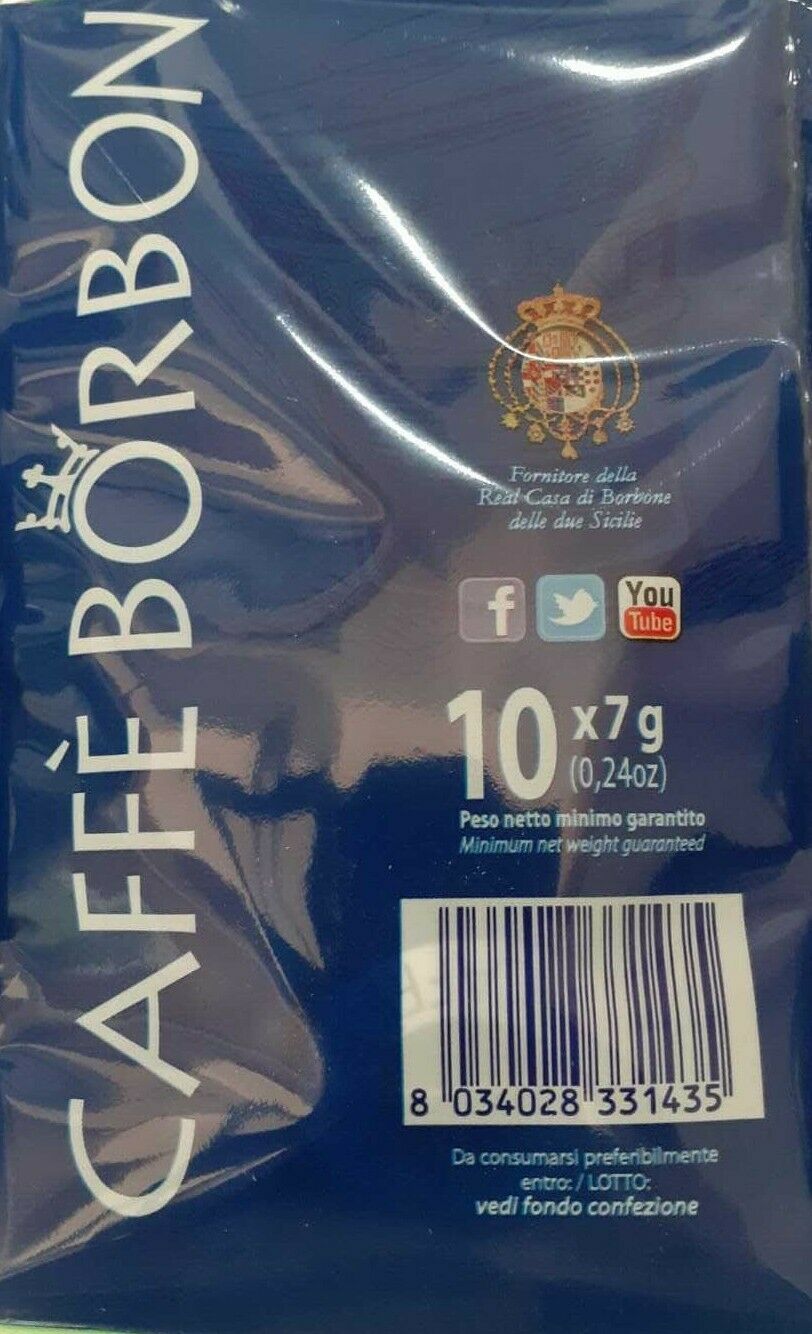 CAFFÈ BORBON
Fornitore della
Real Casa di Borbone
delle due Sicilie
f
You
Tube
10 x7g
(0,24oz)
Peso netto minimo garantito
Minimum net weight guaranteed
8 034028 331435
Da consumarsi preferibilmente
entro: / LOTTO:
vedi fondo confezione